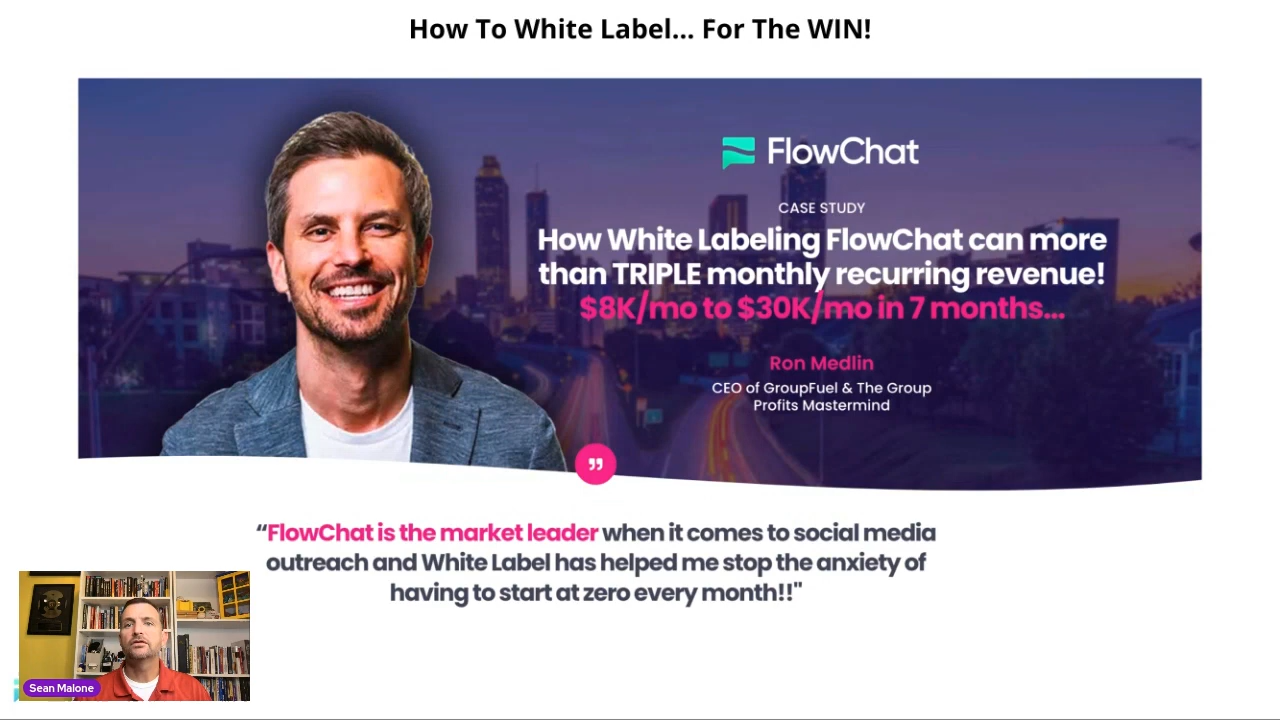 How To White Label... For The WIN!
FlowChat
CASE STUDY
How White Labeling FlowChat can more
than TRIPLE monthly recurring revenue!
$8K/mo to $30K/mo in 7 months...
Ron Medlin
CEO of GroupFuel & The Group
Profits Mastermind
“FlowChat is the market leader when it comes to social media
outreach and White Label has helped me stop the anxiety of
having to start at zero every month!!"
Sean Malone